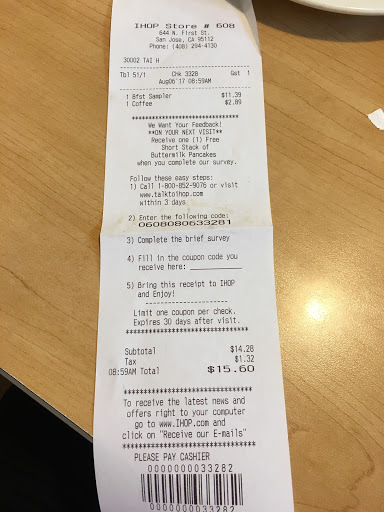 IHOP Store # 608
644 N. First St.
San Jose, CA 95112
Phone: (408) 294-4130
30002 TAI H
Tbl 51/1 Chk 3328 Gst 1
Aug06'17 08:59AM
1 Bfst Sampler $11.39
1 Coffee $2.89
********************************
We Want Your Feedback!
**ON YOUR NEXT VISIT**
Receive one (1) Free
Short Stack of
Buttermilk Pancakes
when you complete our survey.
Follow these easy steps:
1) Call 1-800-852-9076 or visit
www.talktoihop.com
within 3 days
2) Enter the following code:
0608080633281
3) Complete the brief survey
4) Fill in the coupon code you
receive here: __________
5) Bring this receipt to IHOP
and Enjoy!
---------------------
Limit one coupon per check.
Expires 30 days after visit.
********************************
Subtotal $14.28
Tax $1.32
08:59AM Total $15.60
********************************
To receive the latest news and
offers right to your computer
go to www.IHOP.com and
click on "Receive our E-mails"
********************************
PLEASE PAY CASHIER
0000000033282
0000000033282